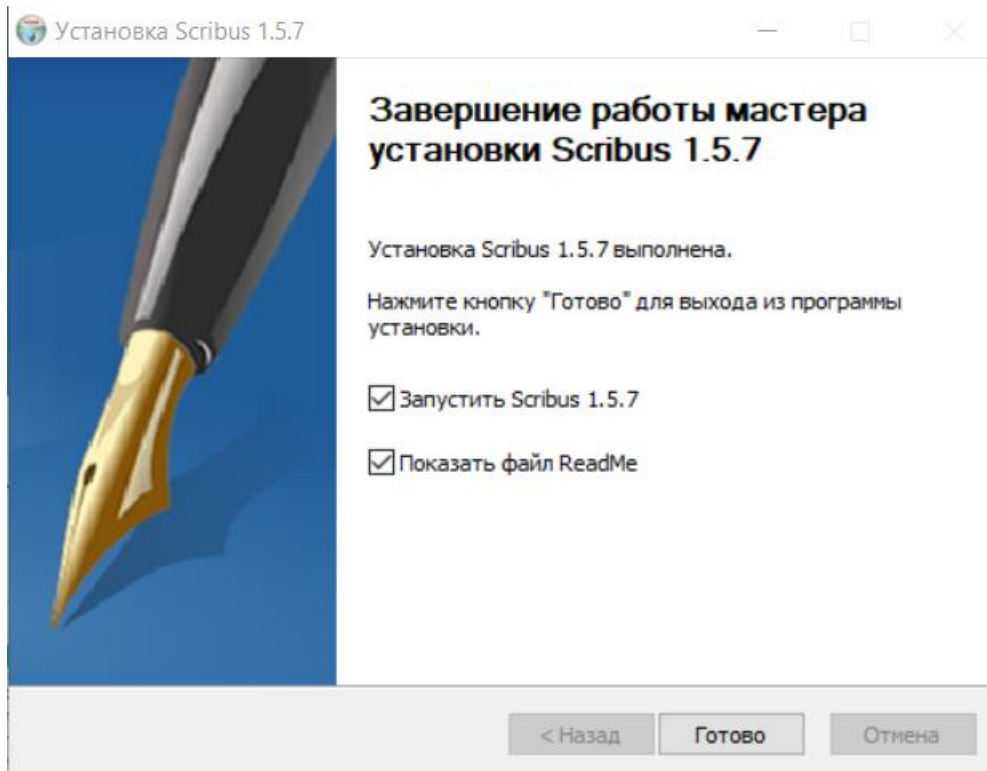 Установка Scribus 1.5.7
Завершение работы мастера
установки Scribus 1.5.7
Установка Scribus 1.5.7 выполнена.
Нажмите кнопку "Готово" для выхода из программы
установки.
Запустить Scribus 1.5.7
Показать файл ReadMe
< Назад Готово Отмена